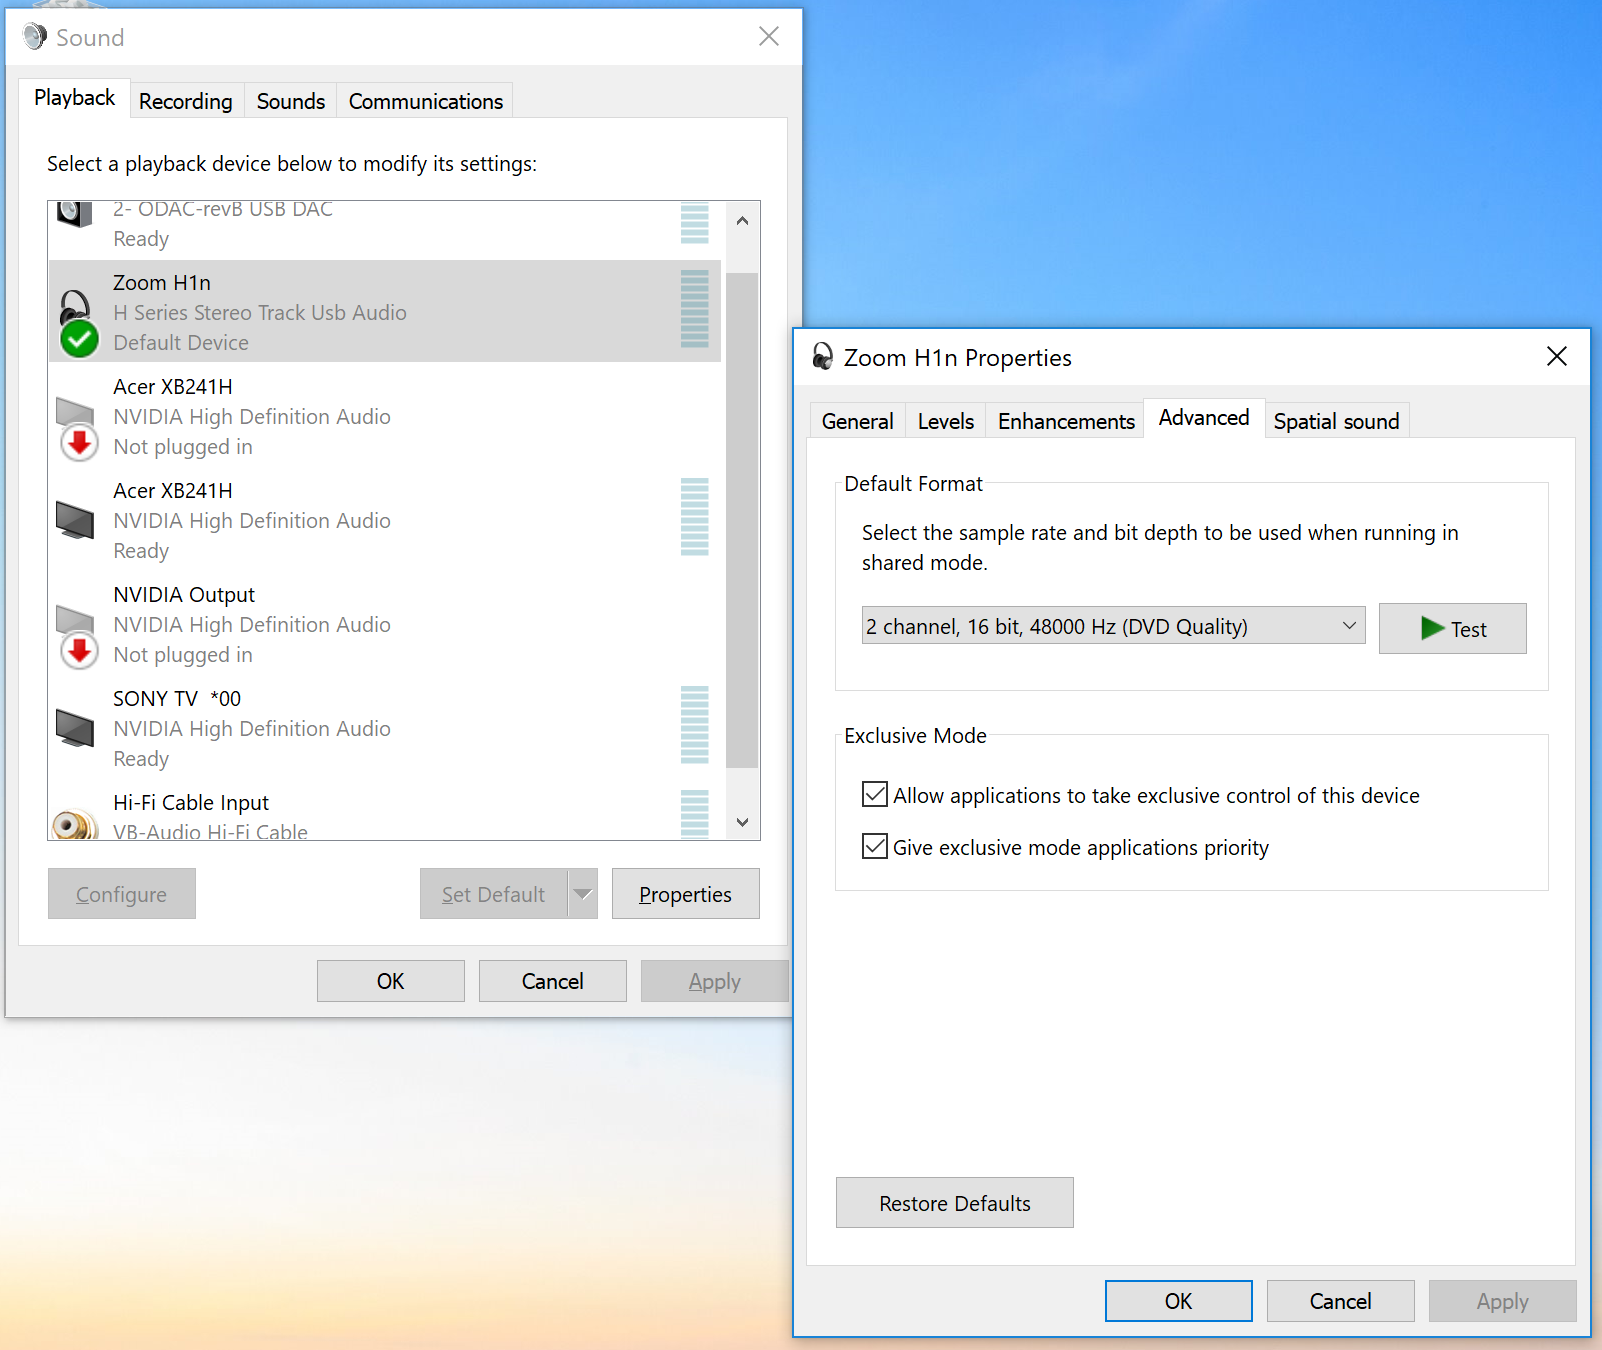 Sound
Playback
Recording
Sounds
Communications
Select a playback device below to modify its settings:
2- ODAC-revB USB DAC
Ready
Zoom H1n
H Series Stereo Track Usb Audio
Default Device
Acer XB241H
NVIDIA High Definition Audio
Not plugged in
Acer XB241H
NVIDIA High Definition Audio
Ready
NVIDIA Output
NVIDIA High Definition Audio
Not plugged in
SONY TV  *00
NVIDIA High Definition Audio
Ready
Hi-Fi Cable Input
VB-Audio Hi-Fi Cable
Configure
Set Default
Properties
OK
Cancel
Apply
Zoom H1n Properties
General
Levels
Enhancements
Advanced
Spatial sound
Default Format
Select the sample rate and bit depth to be used when running in
shared mode.
2 channel, 16 bit, 48000 Hz (DVD Quality)
Test
Exclusive Mode
Allow applications to take exclusive control of this device
Give exclusive mode applications priority
Restore Defaults
OK
Cancel
Apply